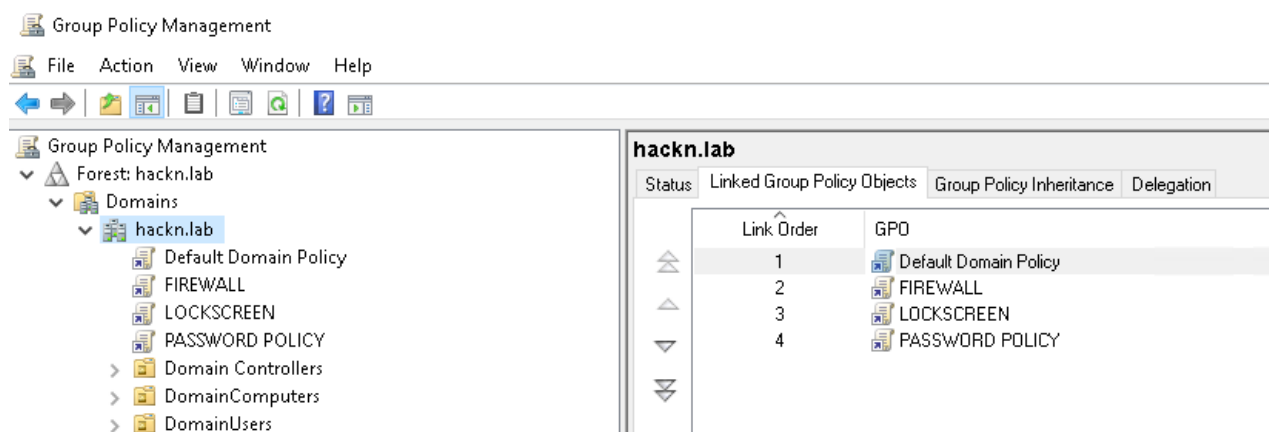 Group Policy Management
File Action View Window Help
Group Policy Management
Forest: hackn.lab
Domains
hackn.lab
Default Domain Policy
FIREWALL
LOCKSCREEN
PASSWORD POLICY
Domain Controllers
DomainComputers
DomainUsers
hackn.lab
Status Linked Group Policy Objects Group Policy Inheritance Delegation
Link Order GPO
1 Default Domain Policy
2 FIREWALL
3 LOCKSCREEN
4 PASSWORD POLICY